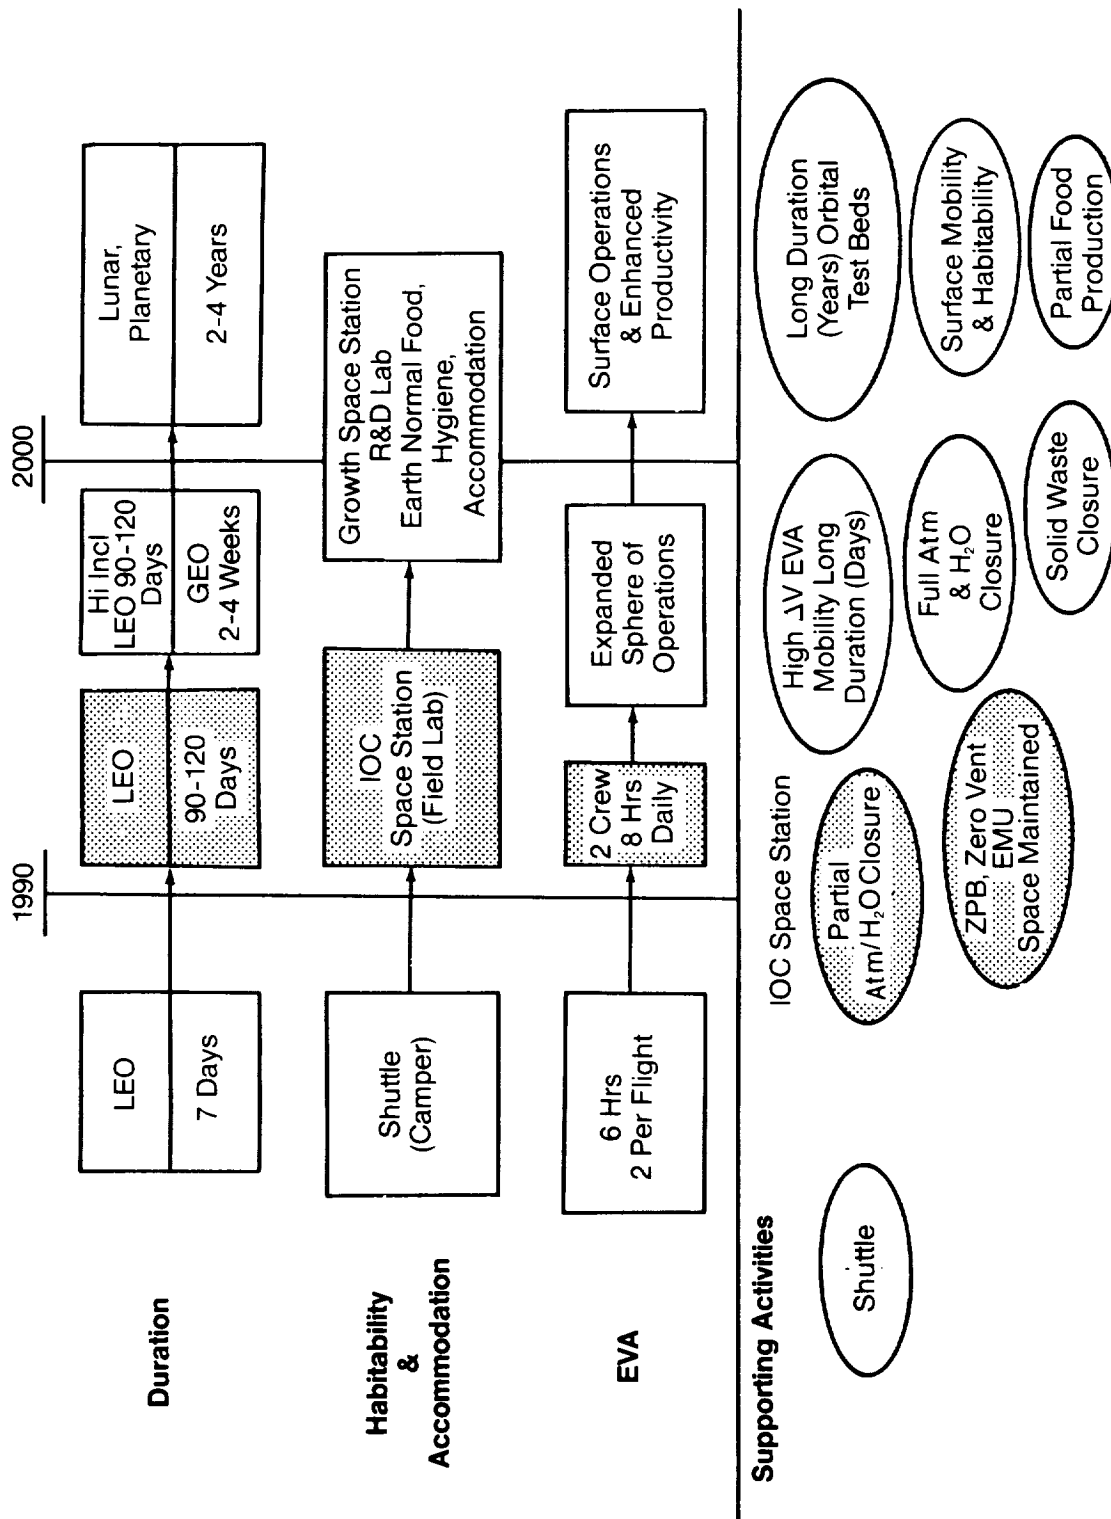 1990
2000
Duration
LEO
7 Days
LEO
90-120
Days
Hi Incl
LEO 90-120
Days
GEO
2-4 Weeks
Lunar,
Planetary
2-4 Years
Habitability
&
Accommodation
Shuttle
(Camper)
IOC
Space Station
(Field Lab)
Growth Space Station
R&D Lab
Earth Normal Food,
Hygiene,
Accommodation
EVA
6 Hrs
2 Per Flight
2 Crew
8 Hrs
Daily
Expanded
Sphere of
Operations
Surface Operations
& Enhanced
Productivity
Supporting Activities
Shuttle
IOC Space Station
Partial
Atm/H₂O Closure
ZPB, Zero Vent
EMU
Space Maintained
High ΔV EVA
Mobility Long
Duration (Days)
Full Atm
& H₂O
Closure
Solid Waste
Closure
Long Duration
(Years) Orbital
Test Beds
Surface Mobility
& Habitability
Partial Food
Production